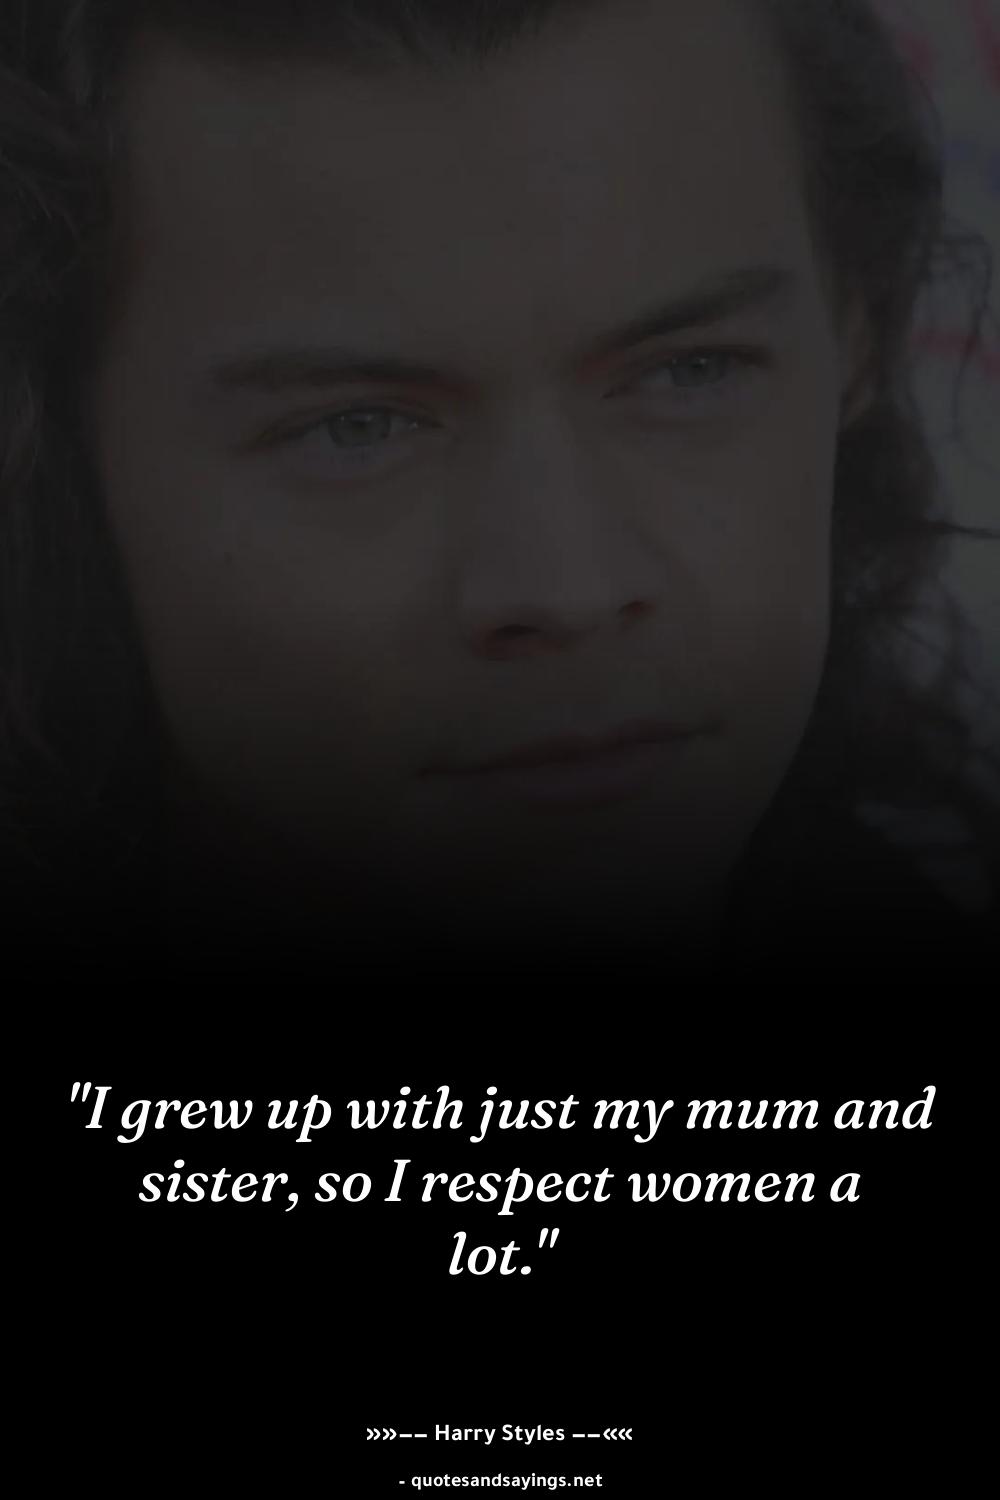 "I grew up with just my mum and
sister, so I respect women a
lot."
»»–– Harry Styles ––««
- quotesandsayings.net